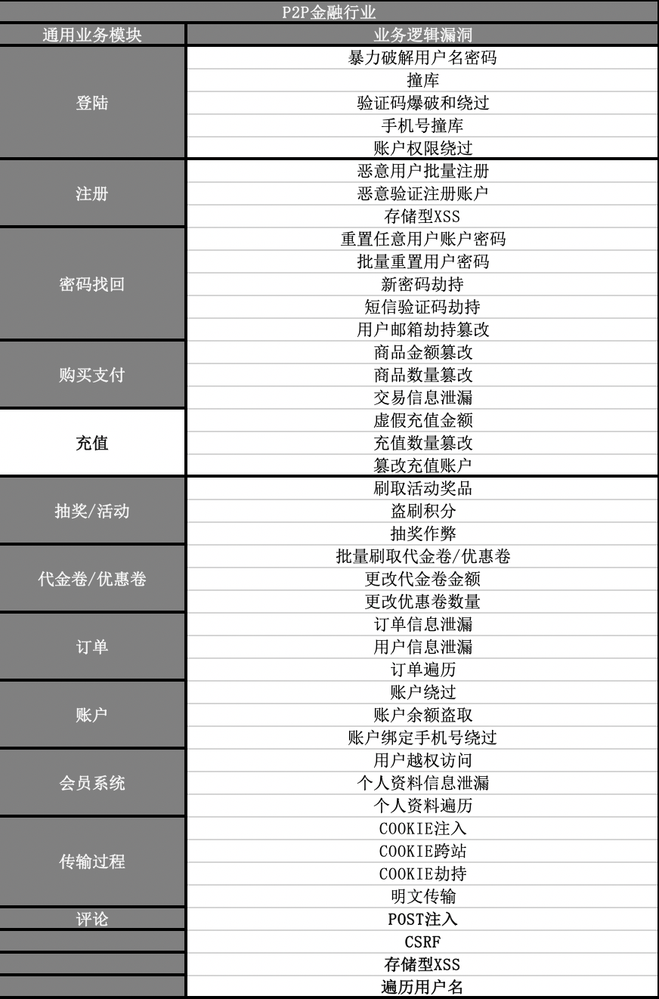 P2P金融行业
通用业务模块 业务逻辑漏洞
登陆
暴力破解用户名密码
撞库
验证码爆破和绕过
手机号撞库
账户权限绕过
注册
恶意用户批量注册
恶意验证注册账户
存储型XSS
密码找回
重置任意用户账户密码
批量重置用户密码
新密码劫持
短信验证码劫持
用户邮箱劫持篡改
购买支付
商品金额篡改
商品数量篡改
交易信息泄漏
充值
虚假充值金额
充值数量篡改
篡改充值账户
抽奖/活动
刷取活动奖品
盗刷积分
抽奖作弊
代金卷/优惠卷
批量刷取代金卷/优惠卷
更改代金卷金额
更改优惠卷数量
订单
订单信息泄漏
用户信息泄漏
订单遍历
账户
账户绕过
账户余额盗取
账户绑定手机号绕过
会员系统
用户越权访问
个人资料信息泄漏
个人资料遍历
传输过程
COOKIE注入
COOKIE跨站
COOKIE劫持
明文传输
评论
POST注入
CSRF
存储型XSS
遍历用户名